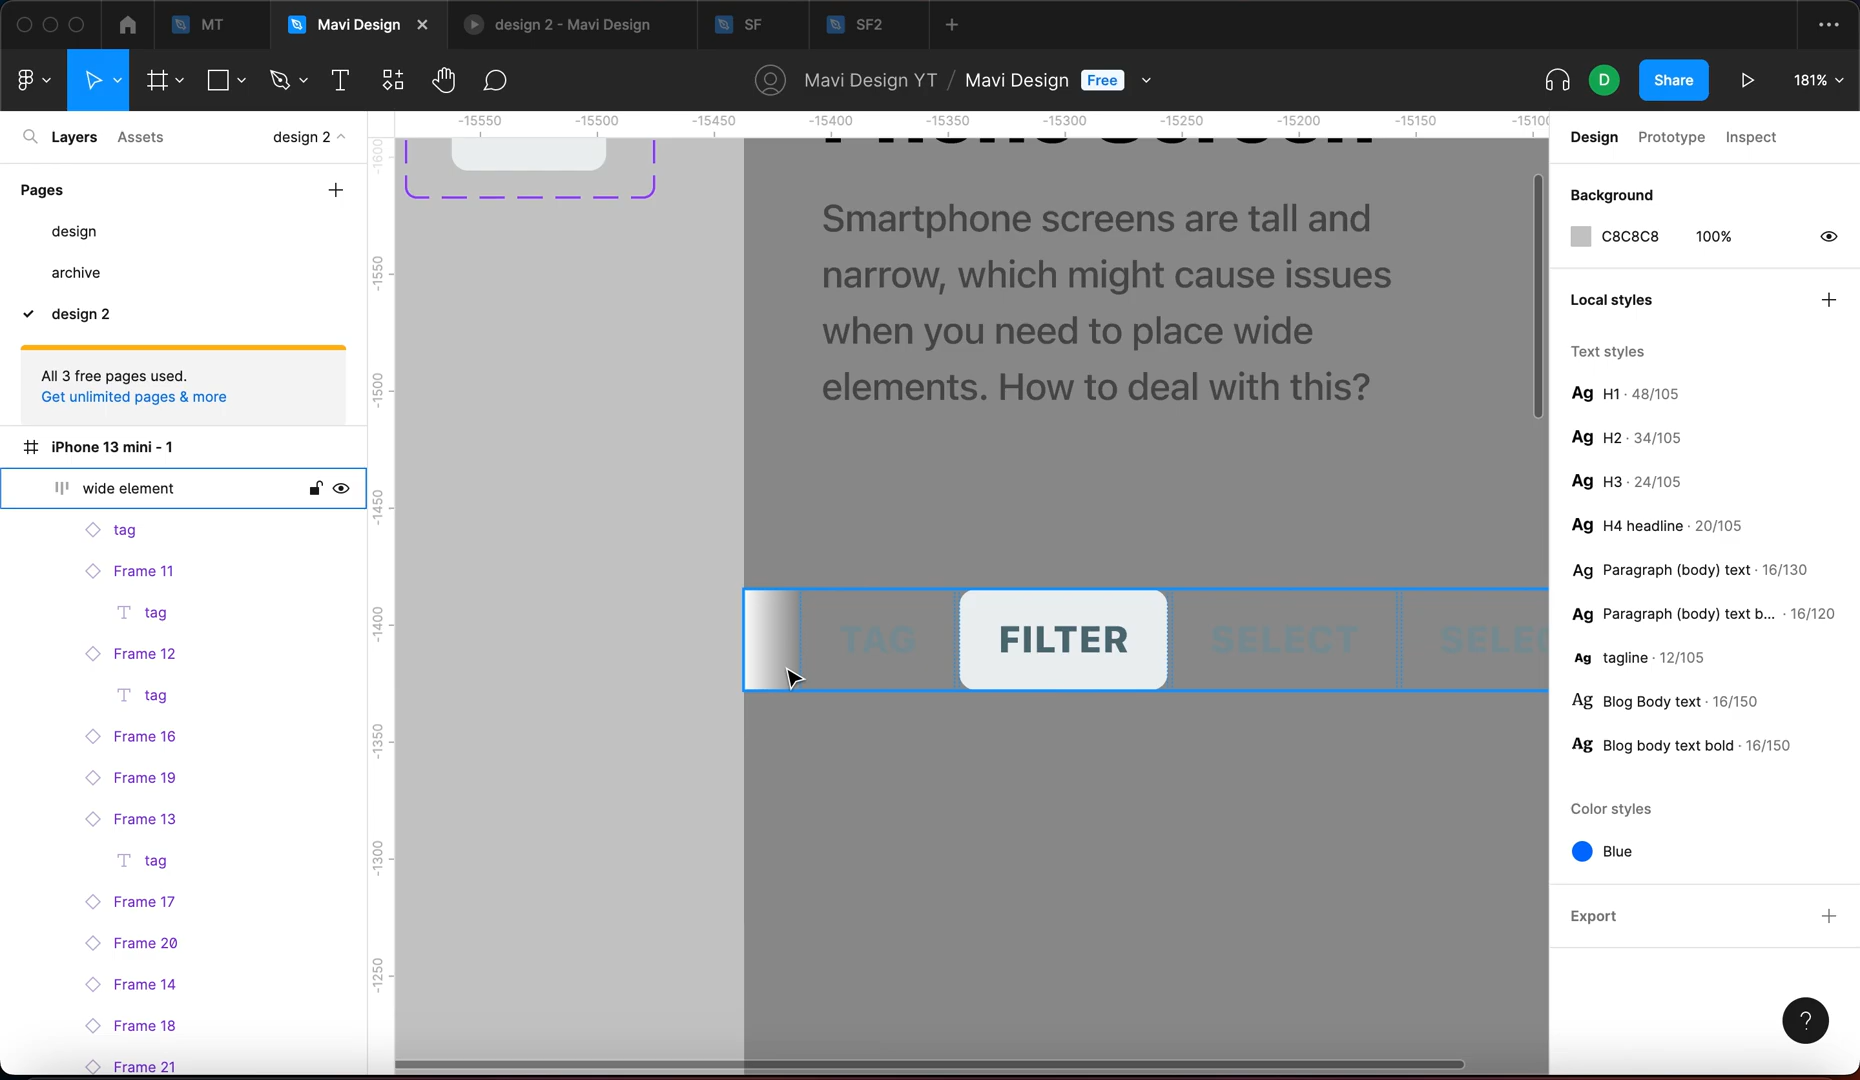 MT
Mavi Design
design 2 - Mavi Design
SF
SF2
Mavi Design YT / Mavi Design Free
D
Share
181%
Layers
Assets
design 2
-15550
-15500
-15450
-15400
-15350
-15300
-15250
-15200
-15150
-1510
Design
Prototype
Inspect
Pages
design
archive
design 2
All 3 free pages used.
Get unlimited pages & more
iPhone 13 mini - 1
wide element
tag
Frame 11
tag
Frame 12
tag
Frame 16
Frame 19
Frame 13
tag
Frame 17
Frame 20
Frame 14
Frame 18
Frame 21
-1600
-1550
-1500
-1450
-1400
-1350
-1300
-1250
Smartphone screens are tall and
narrow, which might cause issues
when you need to place wide
elements. How to deal with this?
TAG
FILTER
SELECT
SELEC
Background
C8C8C8
100%
Local styles
Text styles
Ag H1 · 48/105
Ag H2 · 34/105
Ag H3 · 24/105
Ag H4 headline · 20/105
Ag Paragraph (body) text · 16/130
Ag Paragraph (body) text b... · 16/120
Ag tagline · 12/105
Ag Blog Body text · 16/150
Ag Blog body text bold · 16/150
Color styles
Blue
Export
?